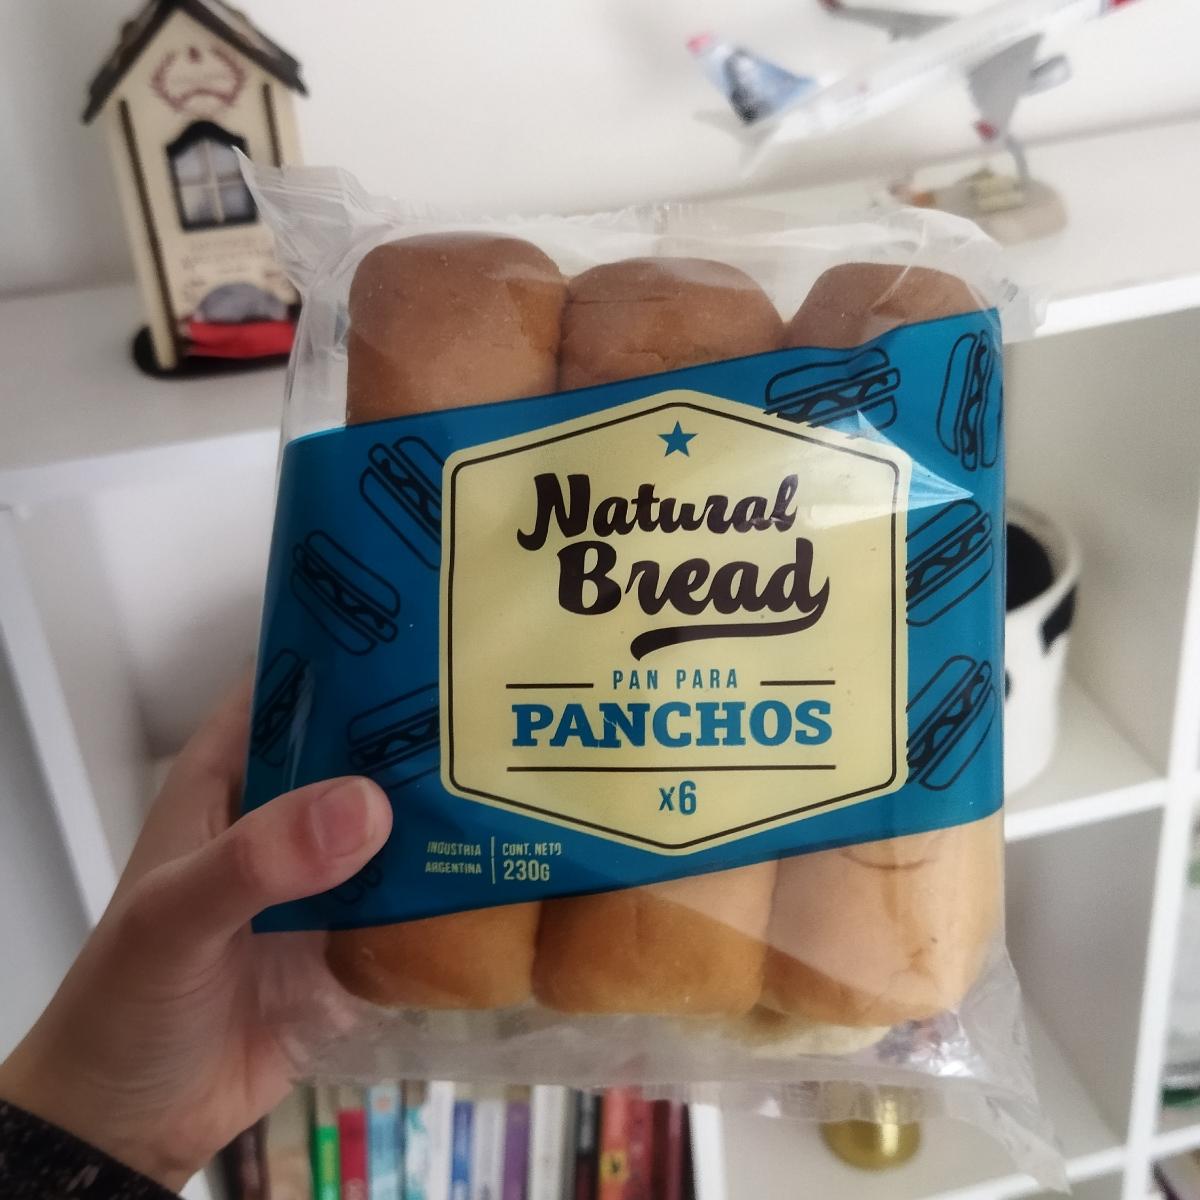 Natural
Bread
PAN PARA
PANCHOS
x6
INDUSTRIA
ARGENTINA
CONT. NETO
230G